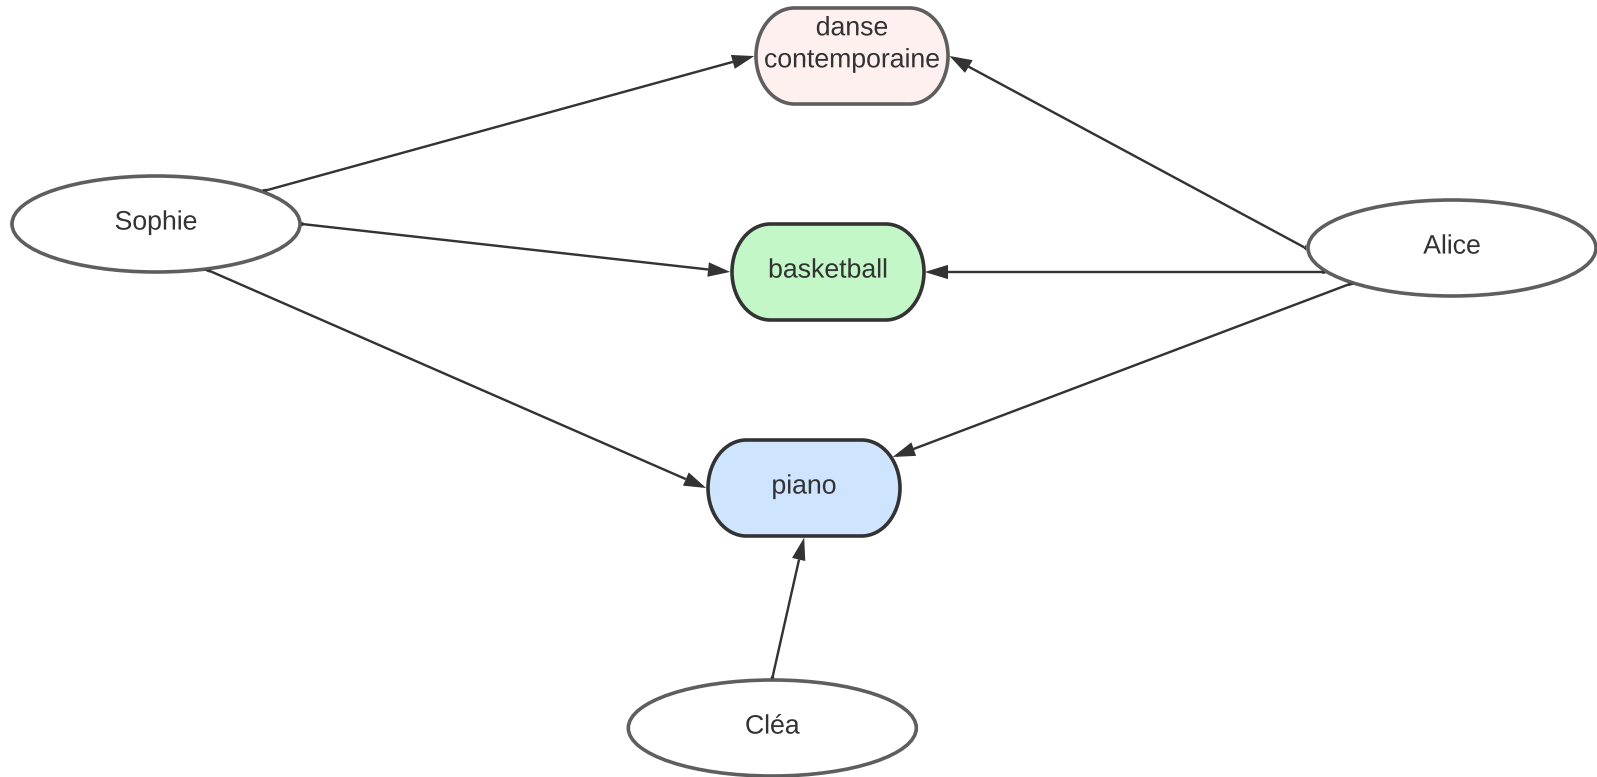 danse
contemporaine
Sophie
Alice
basketball
piano
Cléa